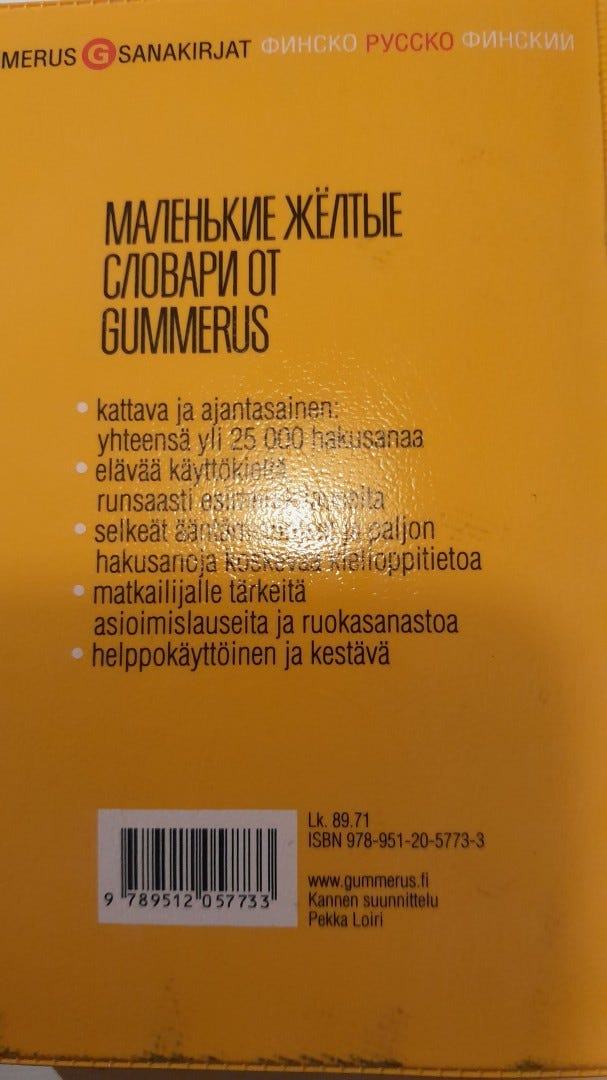 MERUS G SANAKIRJAT ФИНСКО РУССКО ФИНСКИЙ
МАЛЕНЬКИЕ ЖЁЛТЫЕ
СЛОВАРИ ОТ
GUMMERUS
• kattava ja ajantasainen:
yhteensä yli 25 000 hakusanaa
• elävää käyttökieltä
runsaasti
• selkeät ja paljon
hakusanoja koskevaa kielioppitietoa
• matkailijalle tärkeitä
asioimislauseita ja ruokasanastoa
• helppokäyttöinen ja kestävä
Lk. 89.71
ISBN 978-951-20-5773-3
www.gummerus.fi
Kannen suunnittelu
Pekka Loiri
9 789512 057733